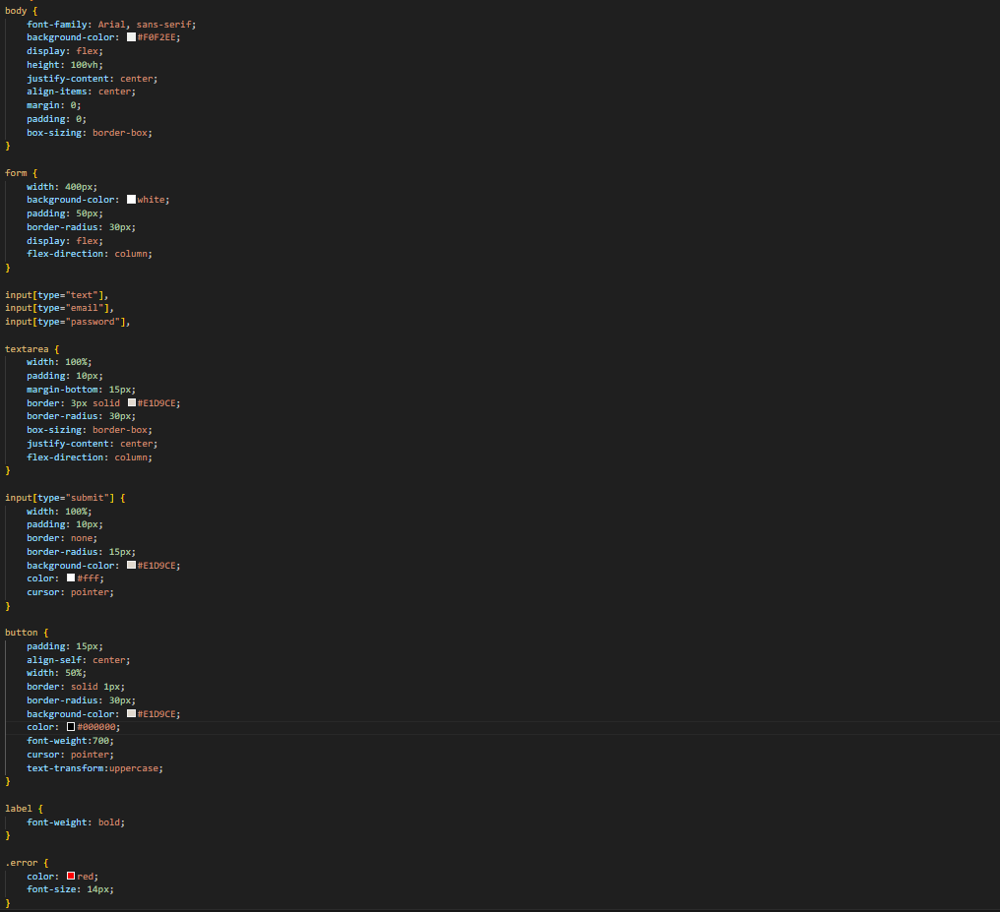 body {
    font-family: Arial, sans-serif;
    background-color: #F0F2EE;
    display: flex;
    height: 100vh;
    justify-content: center;
    align-items: center;
    margin: 0;
    padding: 0;
    box-sizing: border-box;
}

form {
    width: 400px;
    background-color: white;
    padding: 50px;
    border-radius: 30px;
    display: flex;
    flex-direction: column;
}

input[type="text"],
input[type="email"],
input[type="password"],

textarea {
    width: 100%;
    padding: 10px;
    margin-bottom: 15px;
    border: 3px solid #E1D9CE;
    border-radius: 30px;
    box-sizing: border-box;
    justify-content: center;
    flex-direction: column;
}

input[type="submit"] {
    width: 100%;
    padding: 10px;
    border: none;
    border-radius: 15px;
    background-color: #E1D9CE;
    color: #fff;
    cursor: pointer;
}

button {
    padding: 15px;
    align-self: center;
    width: 50%;
    border: solid 1px;
    border-radius: 30px;
    background-color: #E1D9CE;
    color: #000000;
    font-weight:700;
    cursor: pointer;
    text-transform:uppercase;
}

label {
    font-weight: bold;
}

.error {
    color: red;
    font-size: 14px;
}